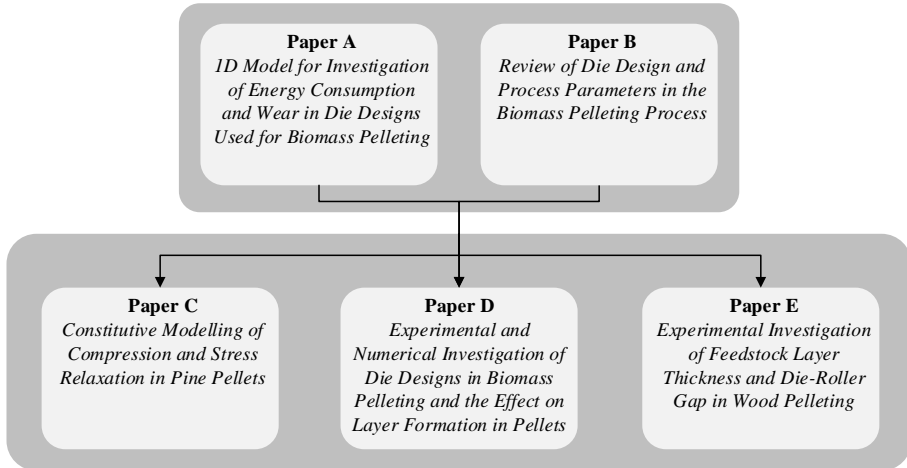 Paper A
1D Model for Investigation
of Energy Consumption
and Wear in Die Designs
Used for Biomass Pelleting
Paper B
Review of Die Design and
Process Parameters in the
Biomass Pelleting Process
Paper C
Constitutive Modelling of
Compression and Stress
Relaxation in Pine Pellets
Paper D
Experimental and
Numerical Investigation of
Die Designs in Biomass
Pelleting and the Effect on
Layer Formation in Pellets
Paper E
Experimental Investigation
of Feedstock Layer
Thickness and Die-Roller
Gap in Wood Pelleting